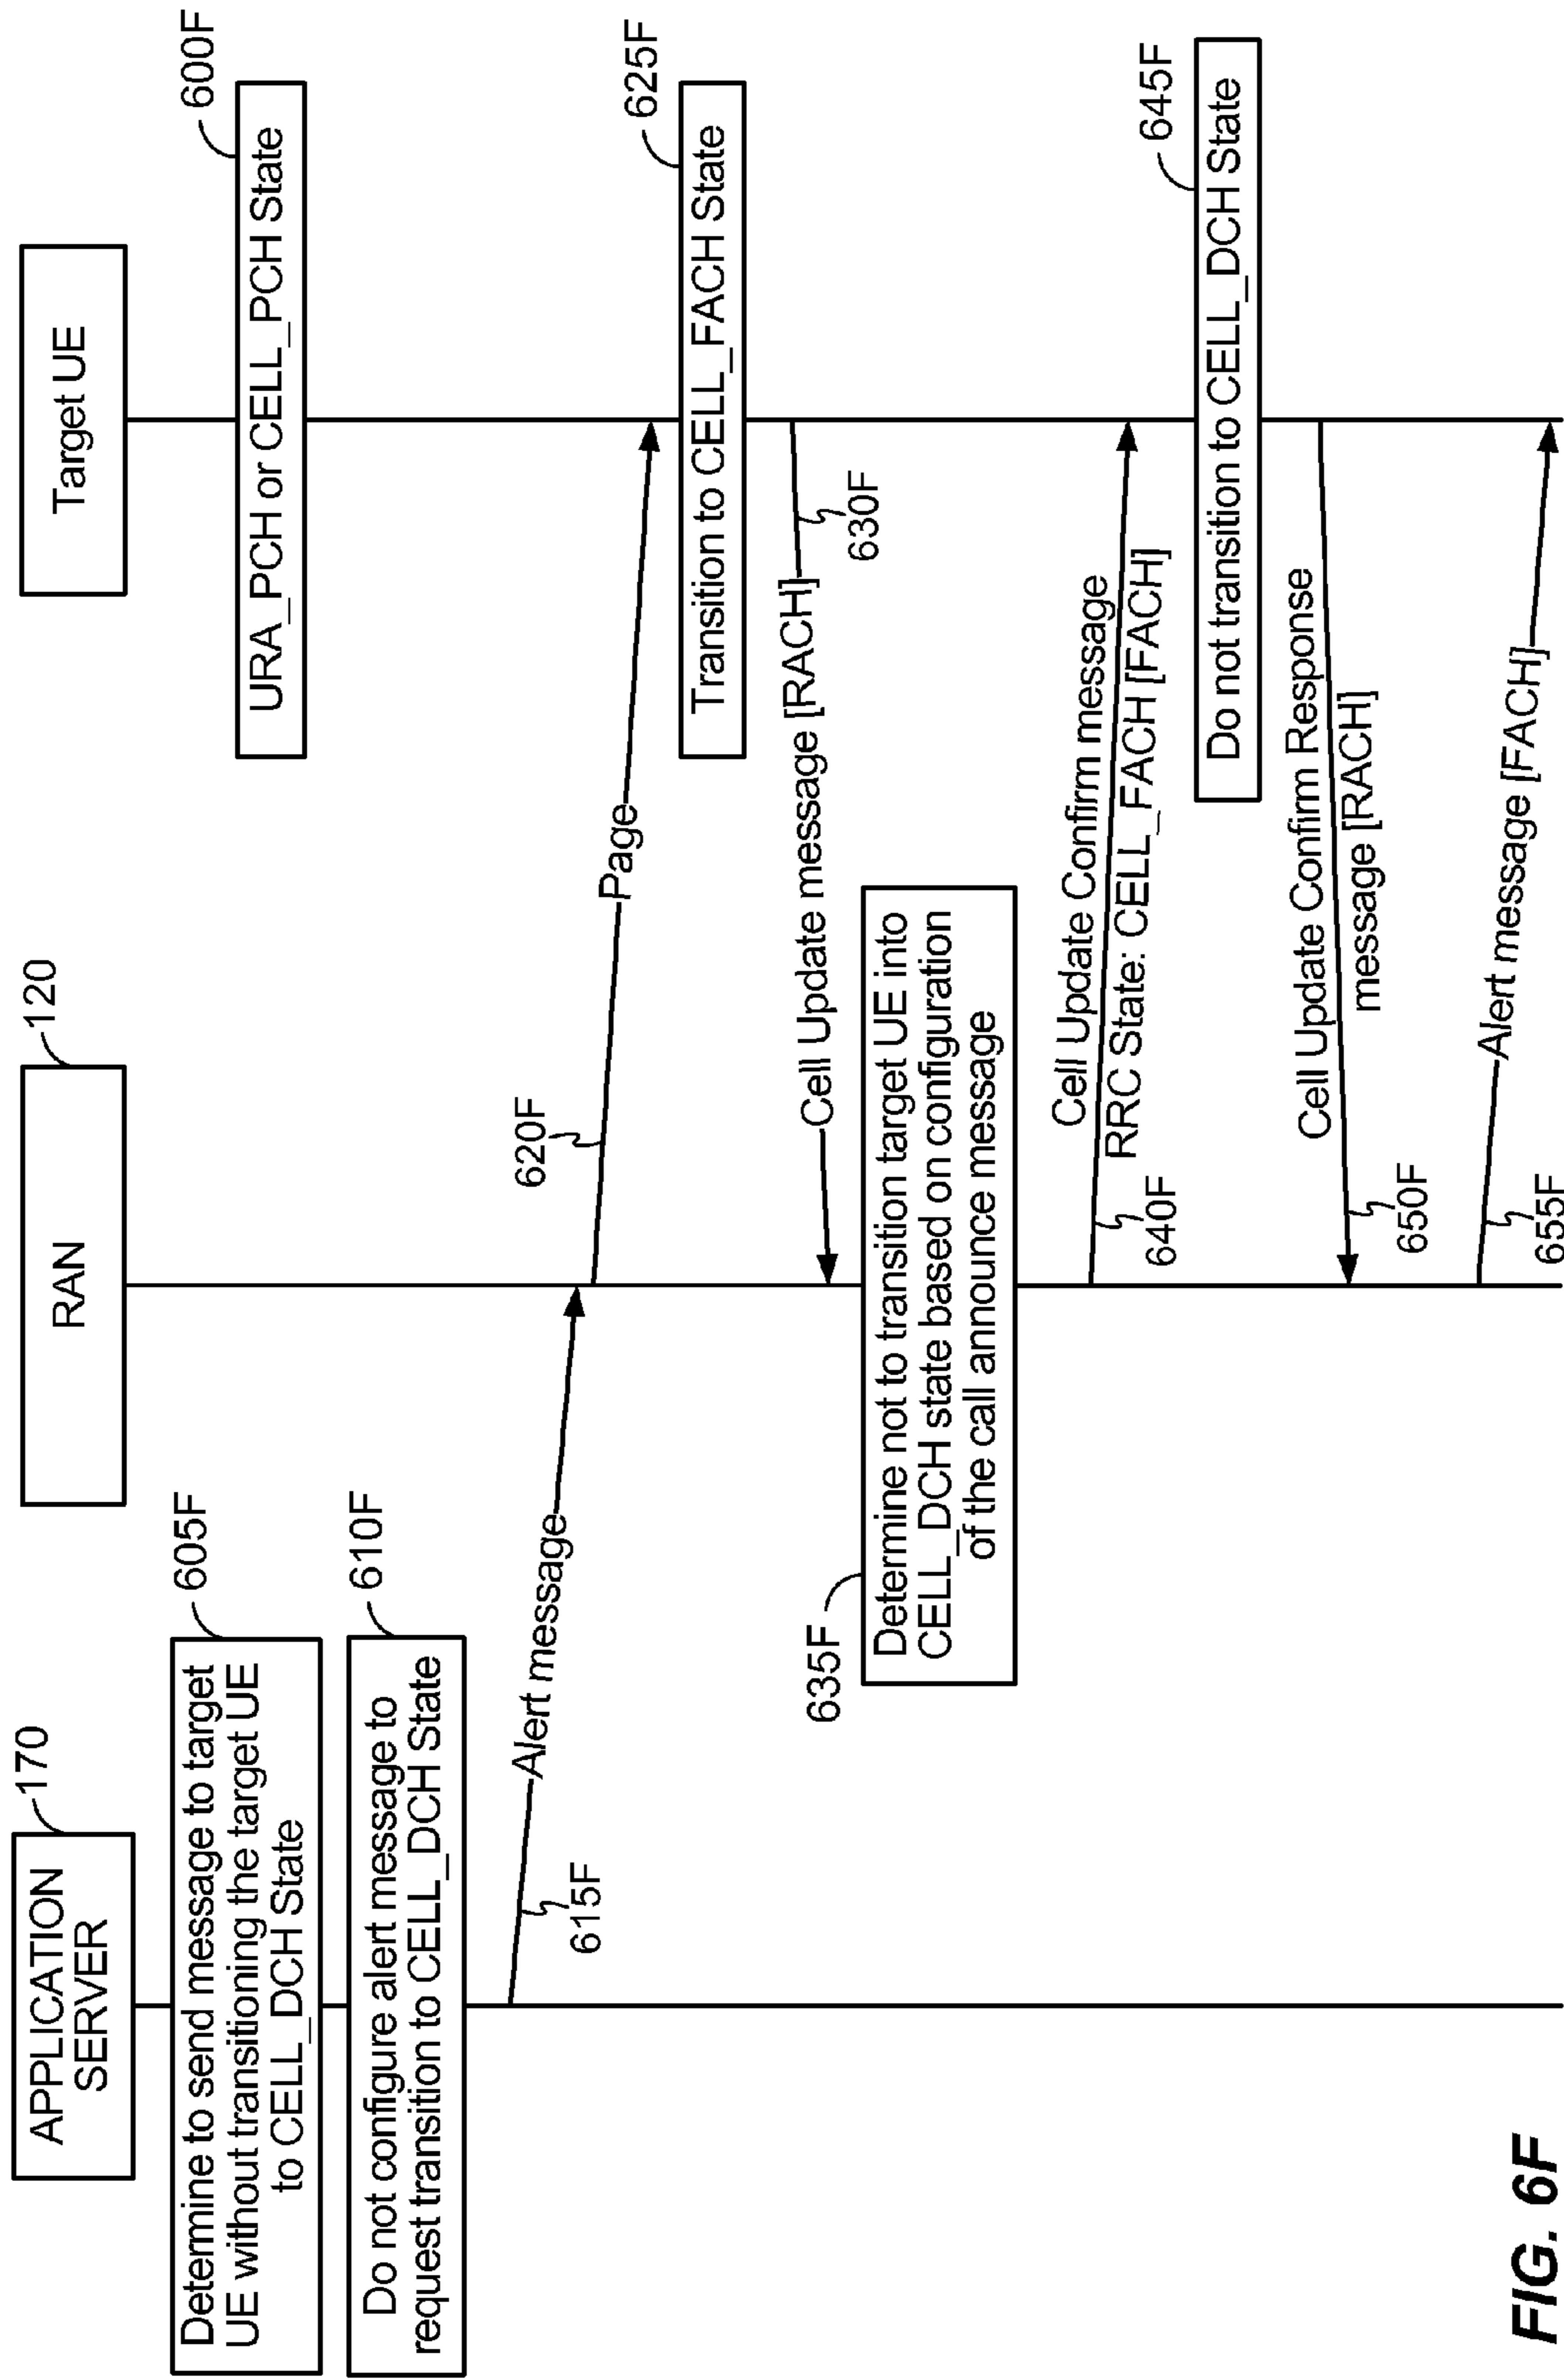 APPLICATION
SERVER
170
RAN
120
Target UE
URA_PCH or CELL_PCH State
600F
Determine to send message to target
UE without transitioning the target UE
to CELL_DCH State
605F
Do not configure alert message to
request transition to CELL_DCH State
610F
Alert message
615F
Page
620F
Transition to CELL_FACH State
625F
Cell Update message [RACH]
630F
Determine not to transition target UE into
CELL_DCH state based on configuration
of the call announce message
635F
Cell Update Confirm message
RRC State: CELL_FACH [FACH]
640F
Do not transition to CELL_DCH State
645F
Cell Update Confirm Response
message [RACH]
650F
Alert message [FACH]
655F
FIG. 6F